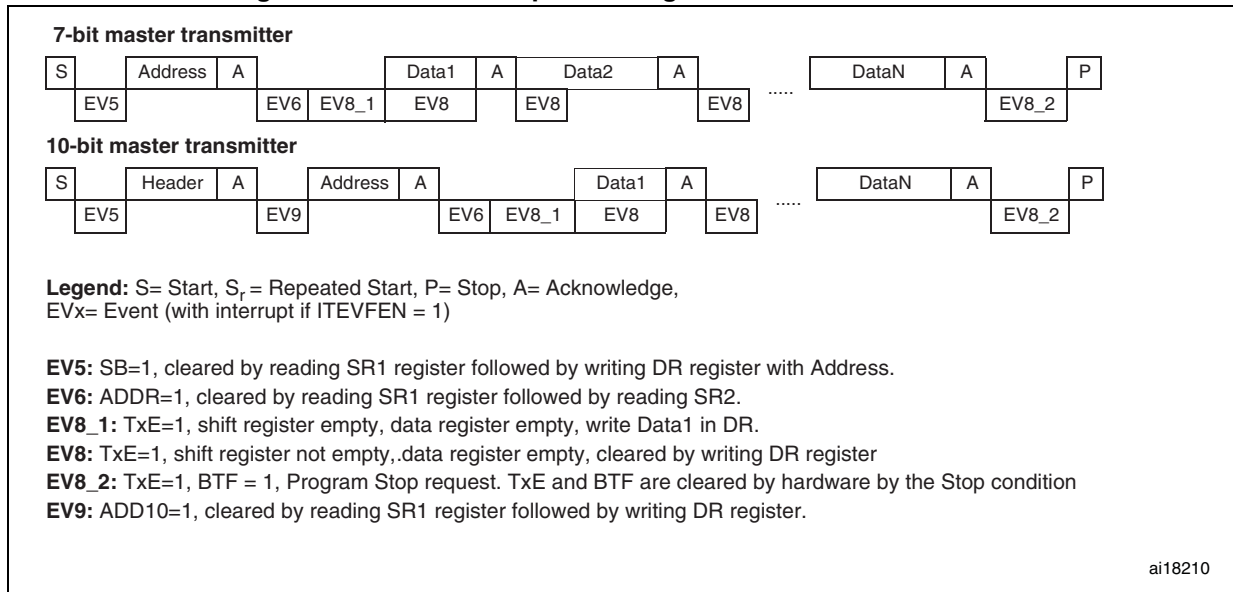 7-bit master transmitter
S Address A Data1 A Data2 A ..... DataN A P
EV5 EV6 EV8_1 EV8 EV8 EV8 EV8_2
10-bit master transmitter
S Header A Address A Data1 A ..... DataN A P
EV5 EV9 EV6 EV8_1 EV8 EV8 EV8_2
Legend: S= Start, Sr = Repeated Start, P= Stop, A= Acknowledge,
EVx= Event (with interrupt if ITEVFEN = 1)
EV5: SB=1, cleared by reading SR1 register followed by writing DR register with Address.
EV6: ADDR=1, cleared by reading SR1 register followed by reading SR2.
EV8_1: TxE=1, shift register empty, data register empty, write Data1 in DR.
EV8: TxE=1, shift register not empty,.data register empty, cleared by writing DR register
EV8_2: TxE=1, BTF = 1, Program Stop request. TxE and BTF are cleared by hardware by the Stop condition
EV9: ADD10=1, cleared by reading SR1 register followed by writing DR register.
ai18210